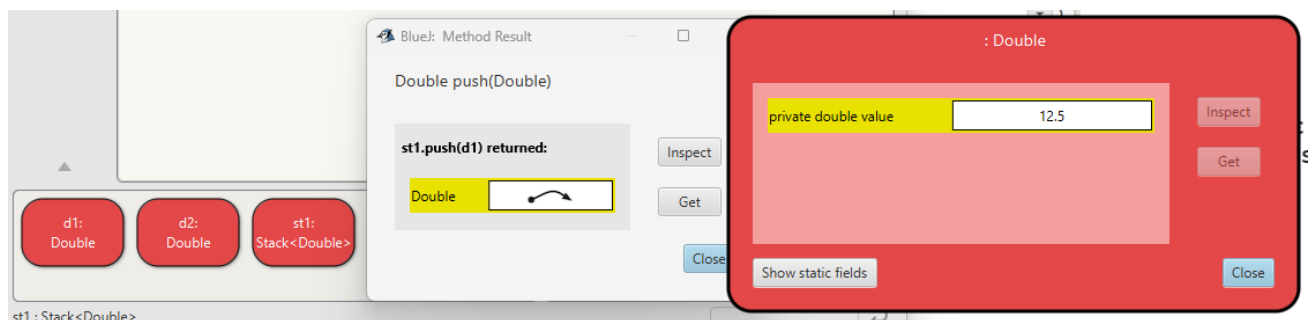 BlueJ: Method Result
Double push(Double)
st1.push(d1) returned:
Double
Inspect
Get
Close
: Double
private double value
12.5
Inspect
Get
Show static fields
Close
d1:
Double
d2:
Double
st1:
Stack<Double>
st1 : Stack<Double>